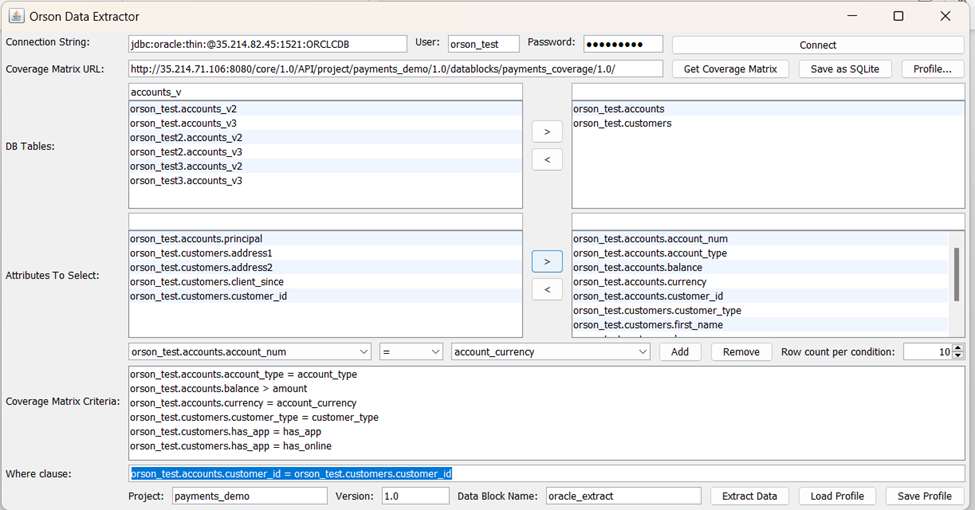 Orson Data Extractor
Connection String: jdbc:oracle:thin:@35.214.82.45:1521:ORCLCDB User: orson_test Password: ●●●●●●●●● Connect
Coverage Matrix URL: http://35.214.71.106:8080/core/1.0/API/project/payments_demo/1.0/datablocks/payments_coverage/1.0/ Get Coverage Matrix Save as SQLite Profile...
accounts_v
DB Tables:
orson_test.accounts_v2
orson_test.accounts_v3
orson_test2.accounts_v2
orson_test2.accounts_v3
orson_test3.accounts_v2
orson_test3.accounts_v3
>
<
orson_test.accounts
orson_test.customers
Attributes To Select:
orson_test.accounts.principal
orson_test.customers.address1
orson_test.customers.address2
orson_test.customers.client_since
orson_test.customers.customer_id
>
<
orson_test.accounts.account_num
orson_test.accounts.account_type
orson_test.accounts.balance
orson_test.accounts.currency
orson_test.accounts.customer_id
orson_test.customers.customer_type
orson_test.customers.first_name
orson_test.accounts.account_num = account_currency Add Remove Row count per condition: 10
Coverage Matrix Criteria:
orson_test.accounts.account_type = account_type
orson_test.accounts.balance > amount
orson_test.accounts.currency = account_currency
orson_test.customers.customer_type = customer_type
orson_test.customers.has_app = has_app
orson_test.customers.has_app = has_online
Where clause: orson_test.accounts.customer_id = orson_test.customers.customer_id
Project: payments_demo Version: 1.0 Data Block Name: oracle_extract Extract Data Load Profile Save Profile